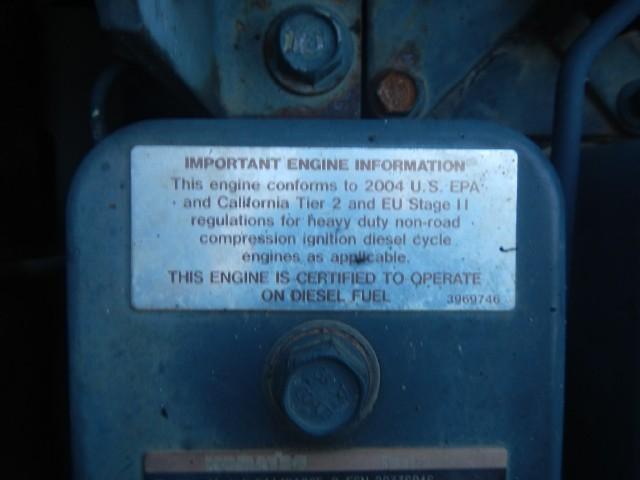 IMPORTANT ENGINE INFORMATION
This engine conforms to 2004 U.S. EPA
and California Tier 2 and EU Stage II
regulations for heavy duty non-road
compression ignition diesel cycle
engines as applicable.
THIS ENGINE IS CERTIFIED TO OPERATE
ON DIESEL FUEL
3969746